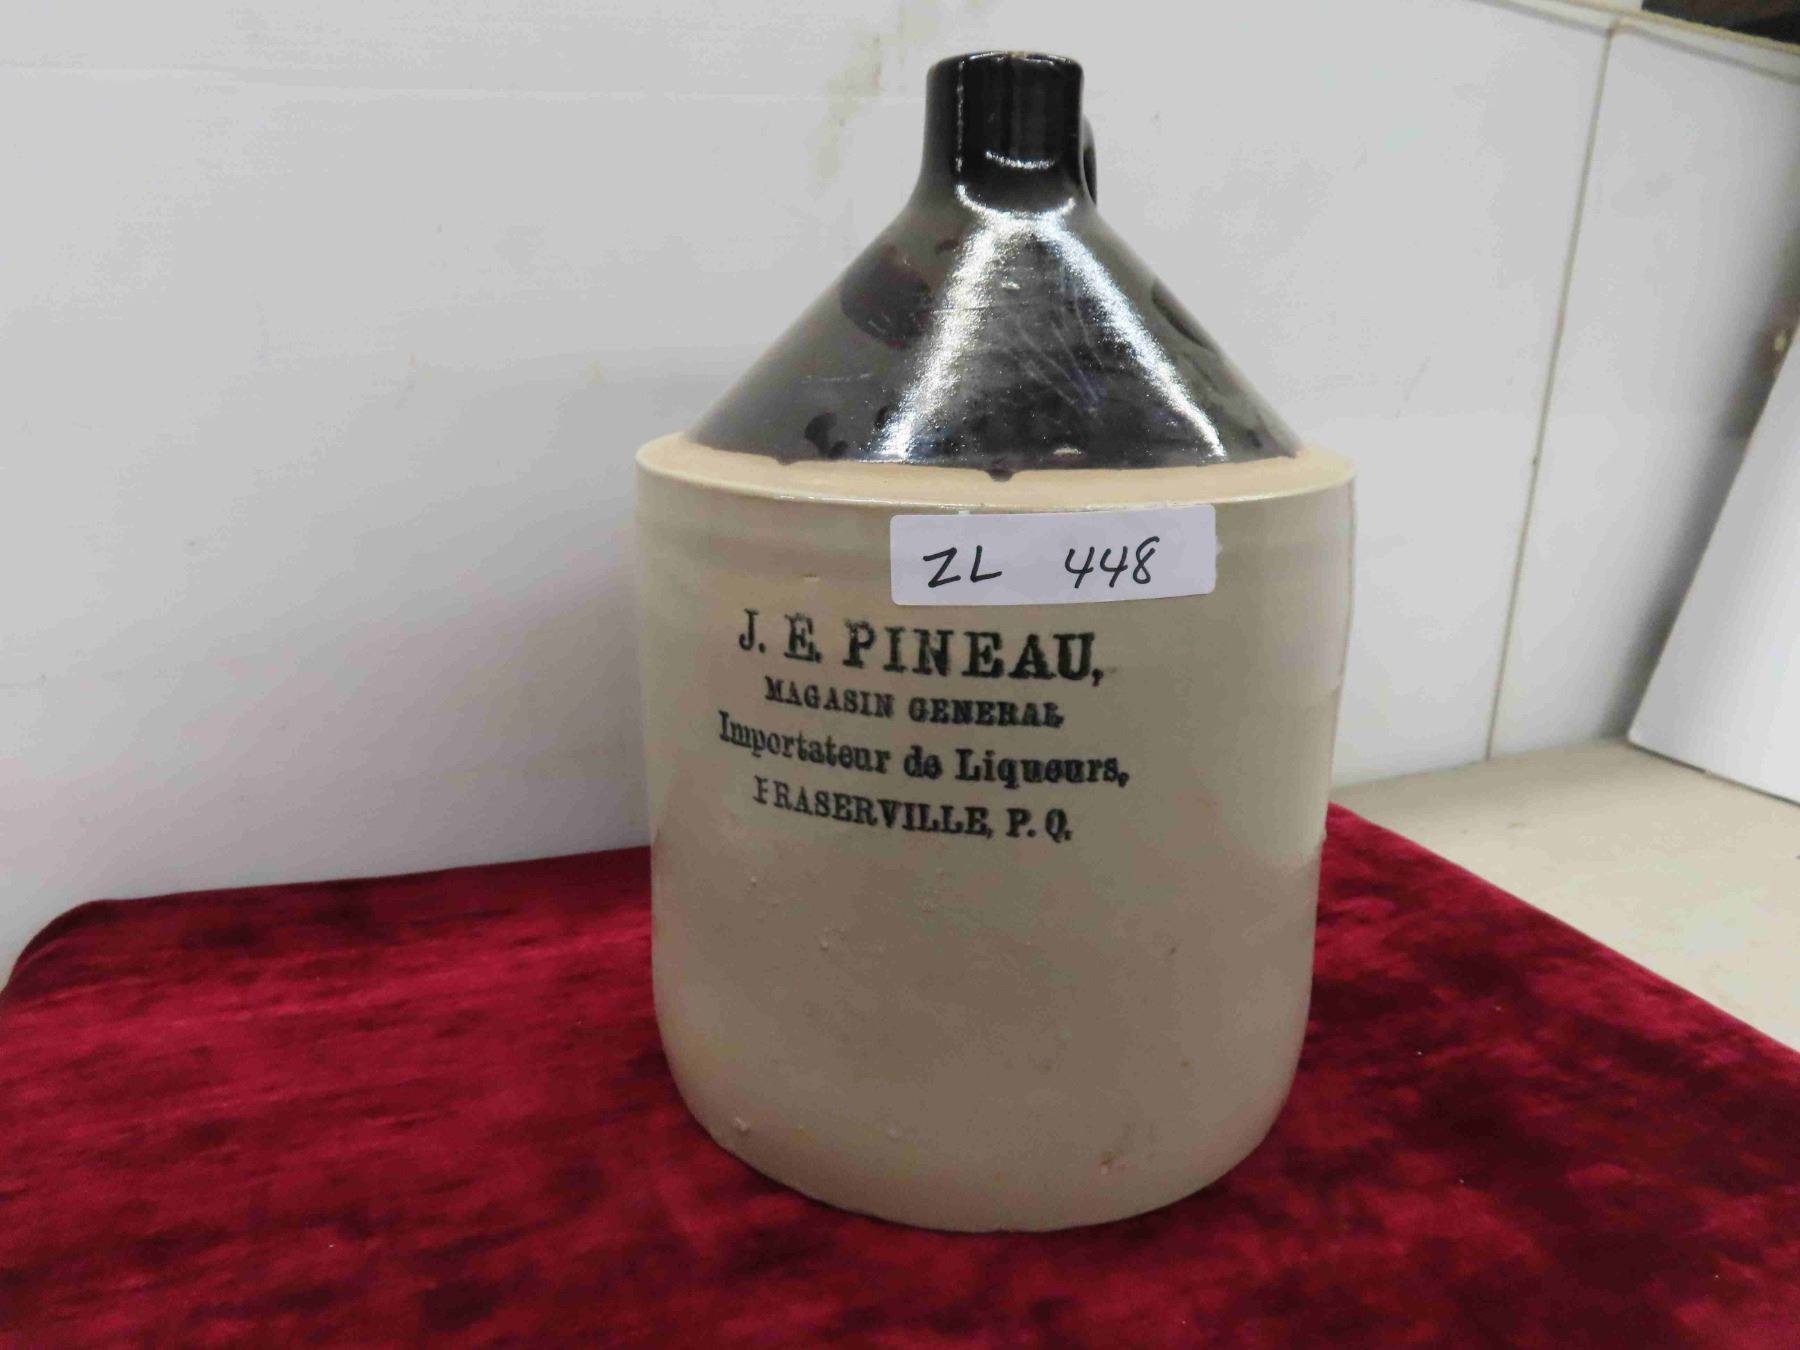 ZL 448
J. E. PINEAU,
MAGASIN GENERAL
Importateur de Liqueurs,
FRASERVILLE, P. Q.